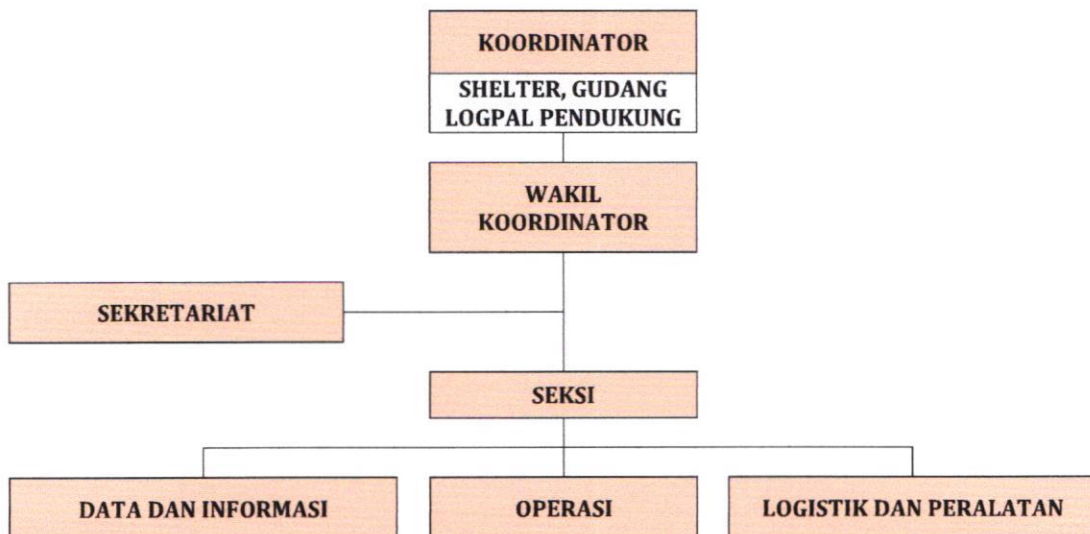 KOORDINATOR
SHELTER, GUDANG
LOGPAL PENDUKUNG
WAKIL
KOORDINATOR
SEKRETARIAT
SEKSI
DATA DAN INFORMASI
OPERASI
LOGISTIK DAN PERALATAN